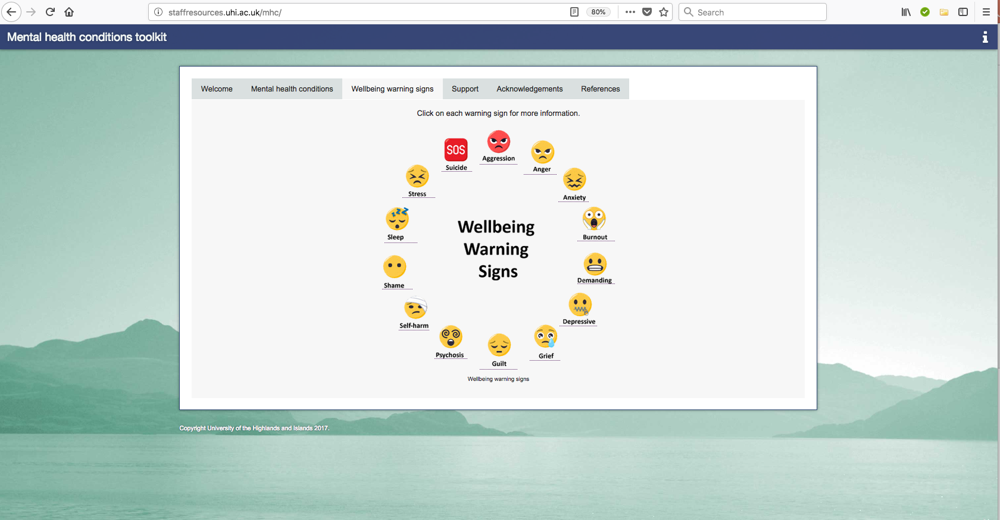 staffresources.uhi.ac.uk/mhc/
80%
Search
Mental health conditions toolkit
Welcome
Mental health conditions
Wellbeing warning signs
Support
Acknowledgements
References
Click on each warning sign for more information.
SOS
Suicide
Aggression
Anger
Stress
Anxiety
Sleep
Burnout
Wellbeing
Warning
Signs
Shame
Demanding
Self-harm
Depressive
Psychosis
Guilt
Grief
Wellbeing warning signs
Copyright University of the Highlands and Islands 2017.